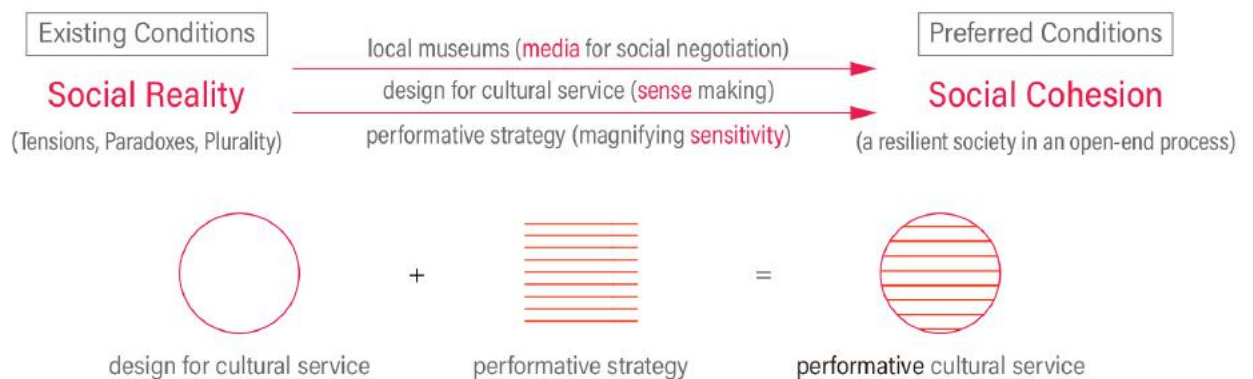 Existing Conditions
Social Reality
(Tensions, Paradoxes, Plurality)
local museums (media for social negotiation)
design for cultural service (sense making)
performative strategy (magnifying sensitivity)
Preferred Conditions
Social Cohesion
(a resilient society in an open-end process)
+
=
design for cultural service
performative strategy
performative cultural service